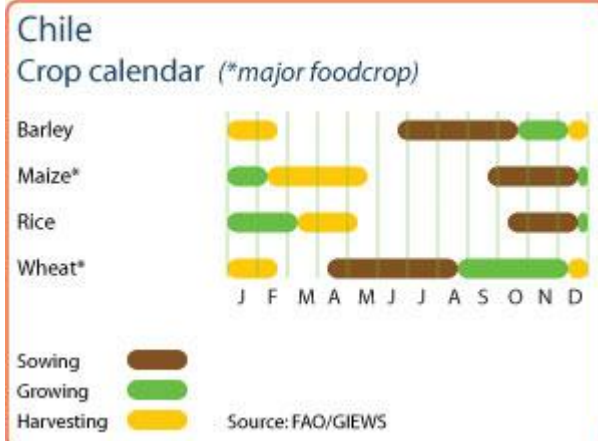 Chile
Crop calendar (*major foodcrop)
Barley
Maize*
Rice
Wheat*
J F M A M J J A S O N D
Sowing
Growing
Harvesting
Source: FAO/GIEWS